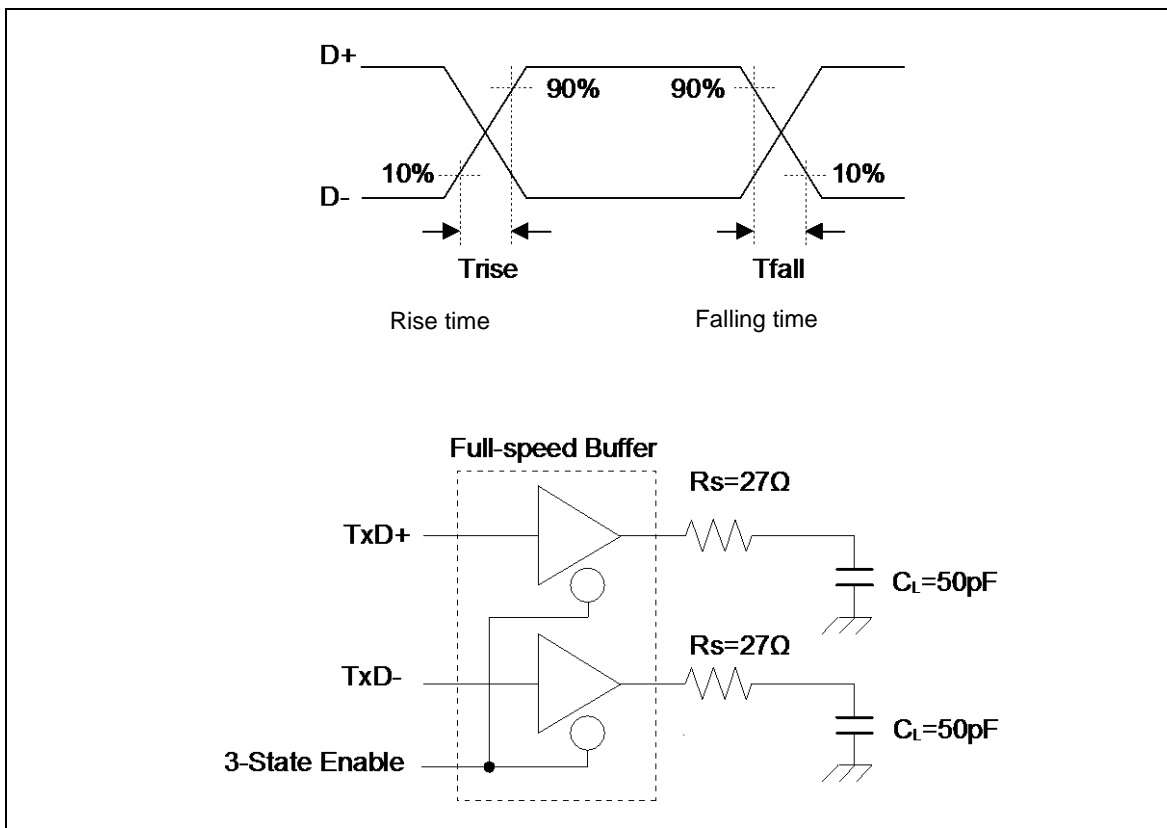 D+
90% 90%
10% 10%
D-
Trise Tfall
Rise time Falling time
Full-speed Buffer
Rs=27Ω
TxD+
CL=50pF
Rs=27Ω
TxD-
CL=50pF
3-State Enable